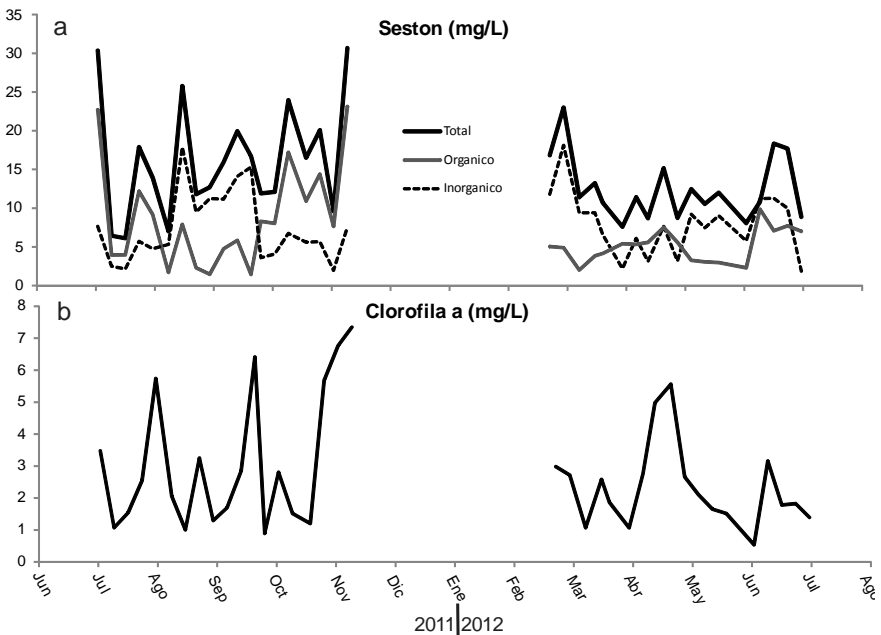 a
Seston (mg/L)
35
30
25
20
15
10
5
0
Total
Organico
Inorganico
b
Clorofila a (mg/L)
8
7
6
5
4
3
2
1
0
Jun Jul Ago Sep Oct Nov Dic Ene Feb Mar Abr May Jun Jul Ago
2011 2012